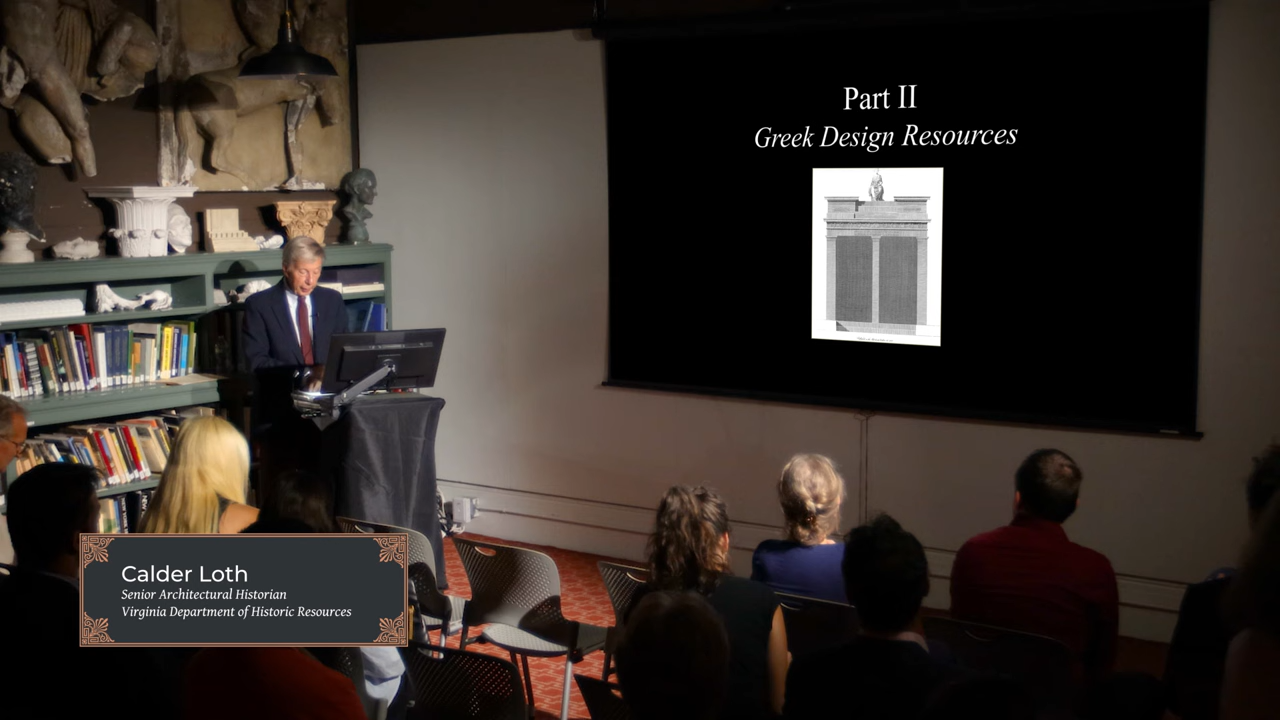 Part II
Greek Design Resources
Calder Loth
Senior Architectural Historian
Virginia Department of Historic Resources